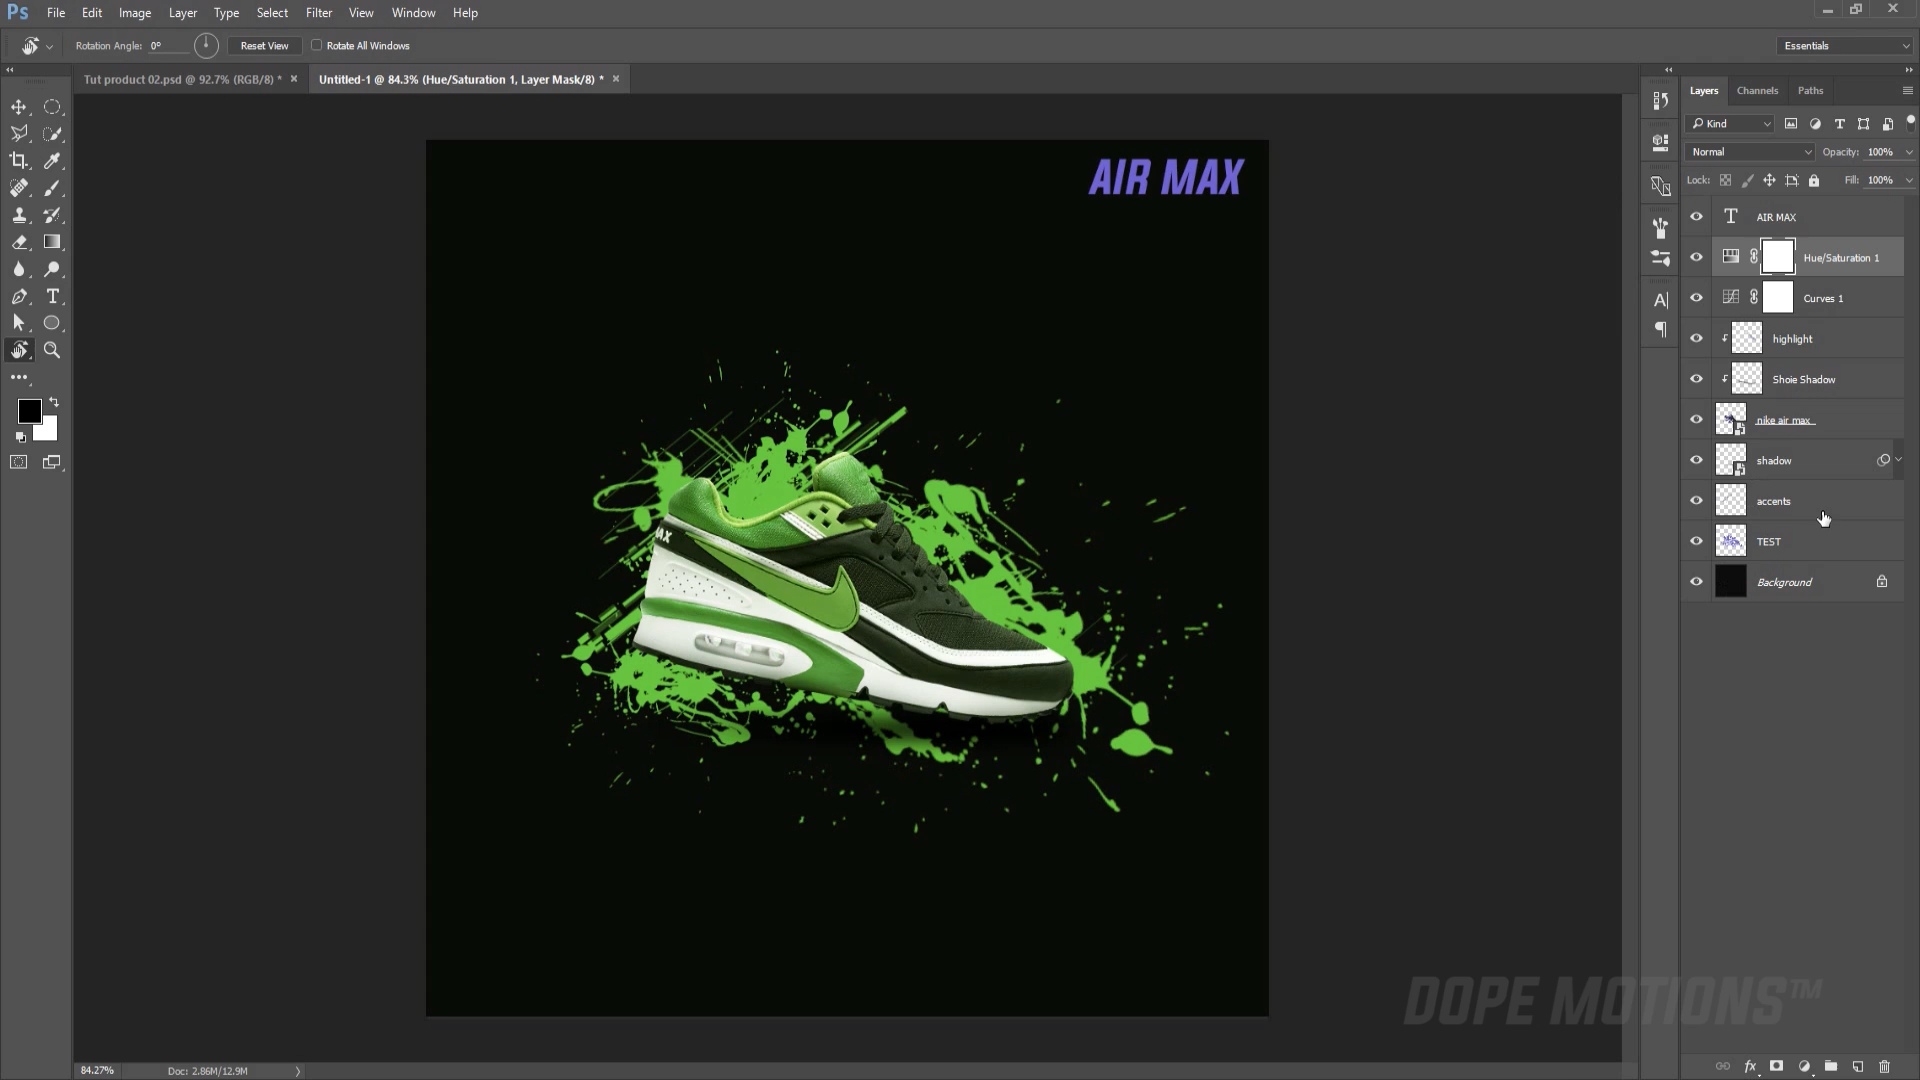 Ps File Edit Image Layer Type Select Filter View Window Help
Rotation Angle: 0° Reset View Rotate All Windows Essentials
Tut product 02.psd @ 92.7% (RGB/8) * × Untitled-1 @ 84.3% (Hue/Saturation 1, Layer Mask/8) * ×
Layers Channels Paths
Kind
Normal Opacity: 100%
Lock: Fill: 100%
AIR MAX
Hue/Saturation 1
Curves 1
highlight
Shoie Shadow
nike air max
shadow
accents
TEST
Background
AIR MAX
AX
DOPE MOTIONS™
84.27% Doc: 2.86M/12.9M